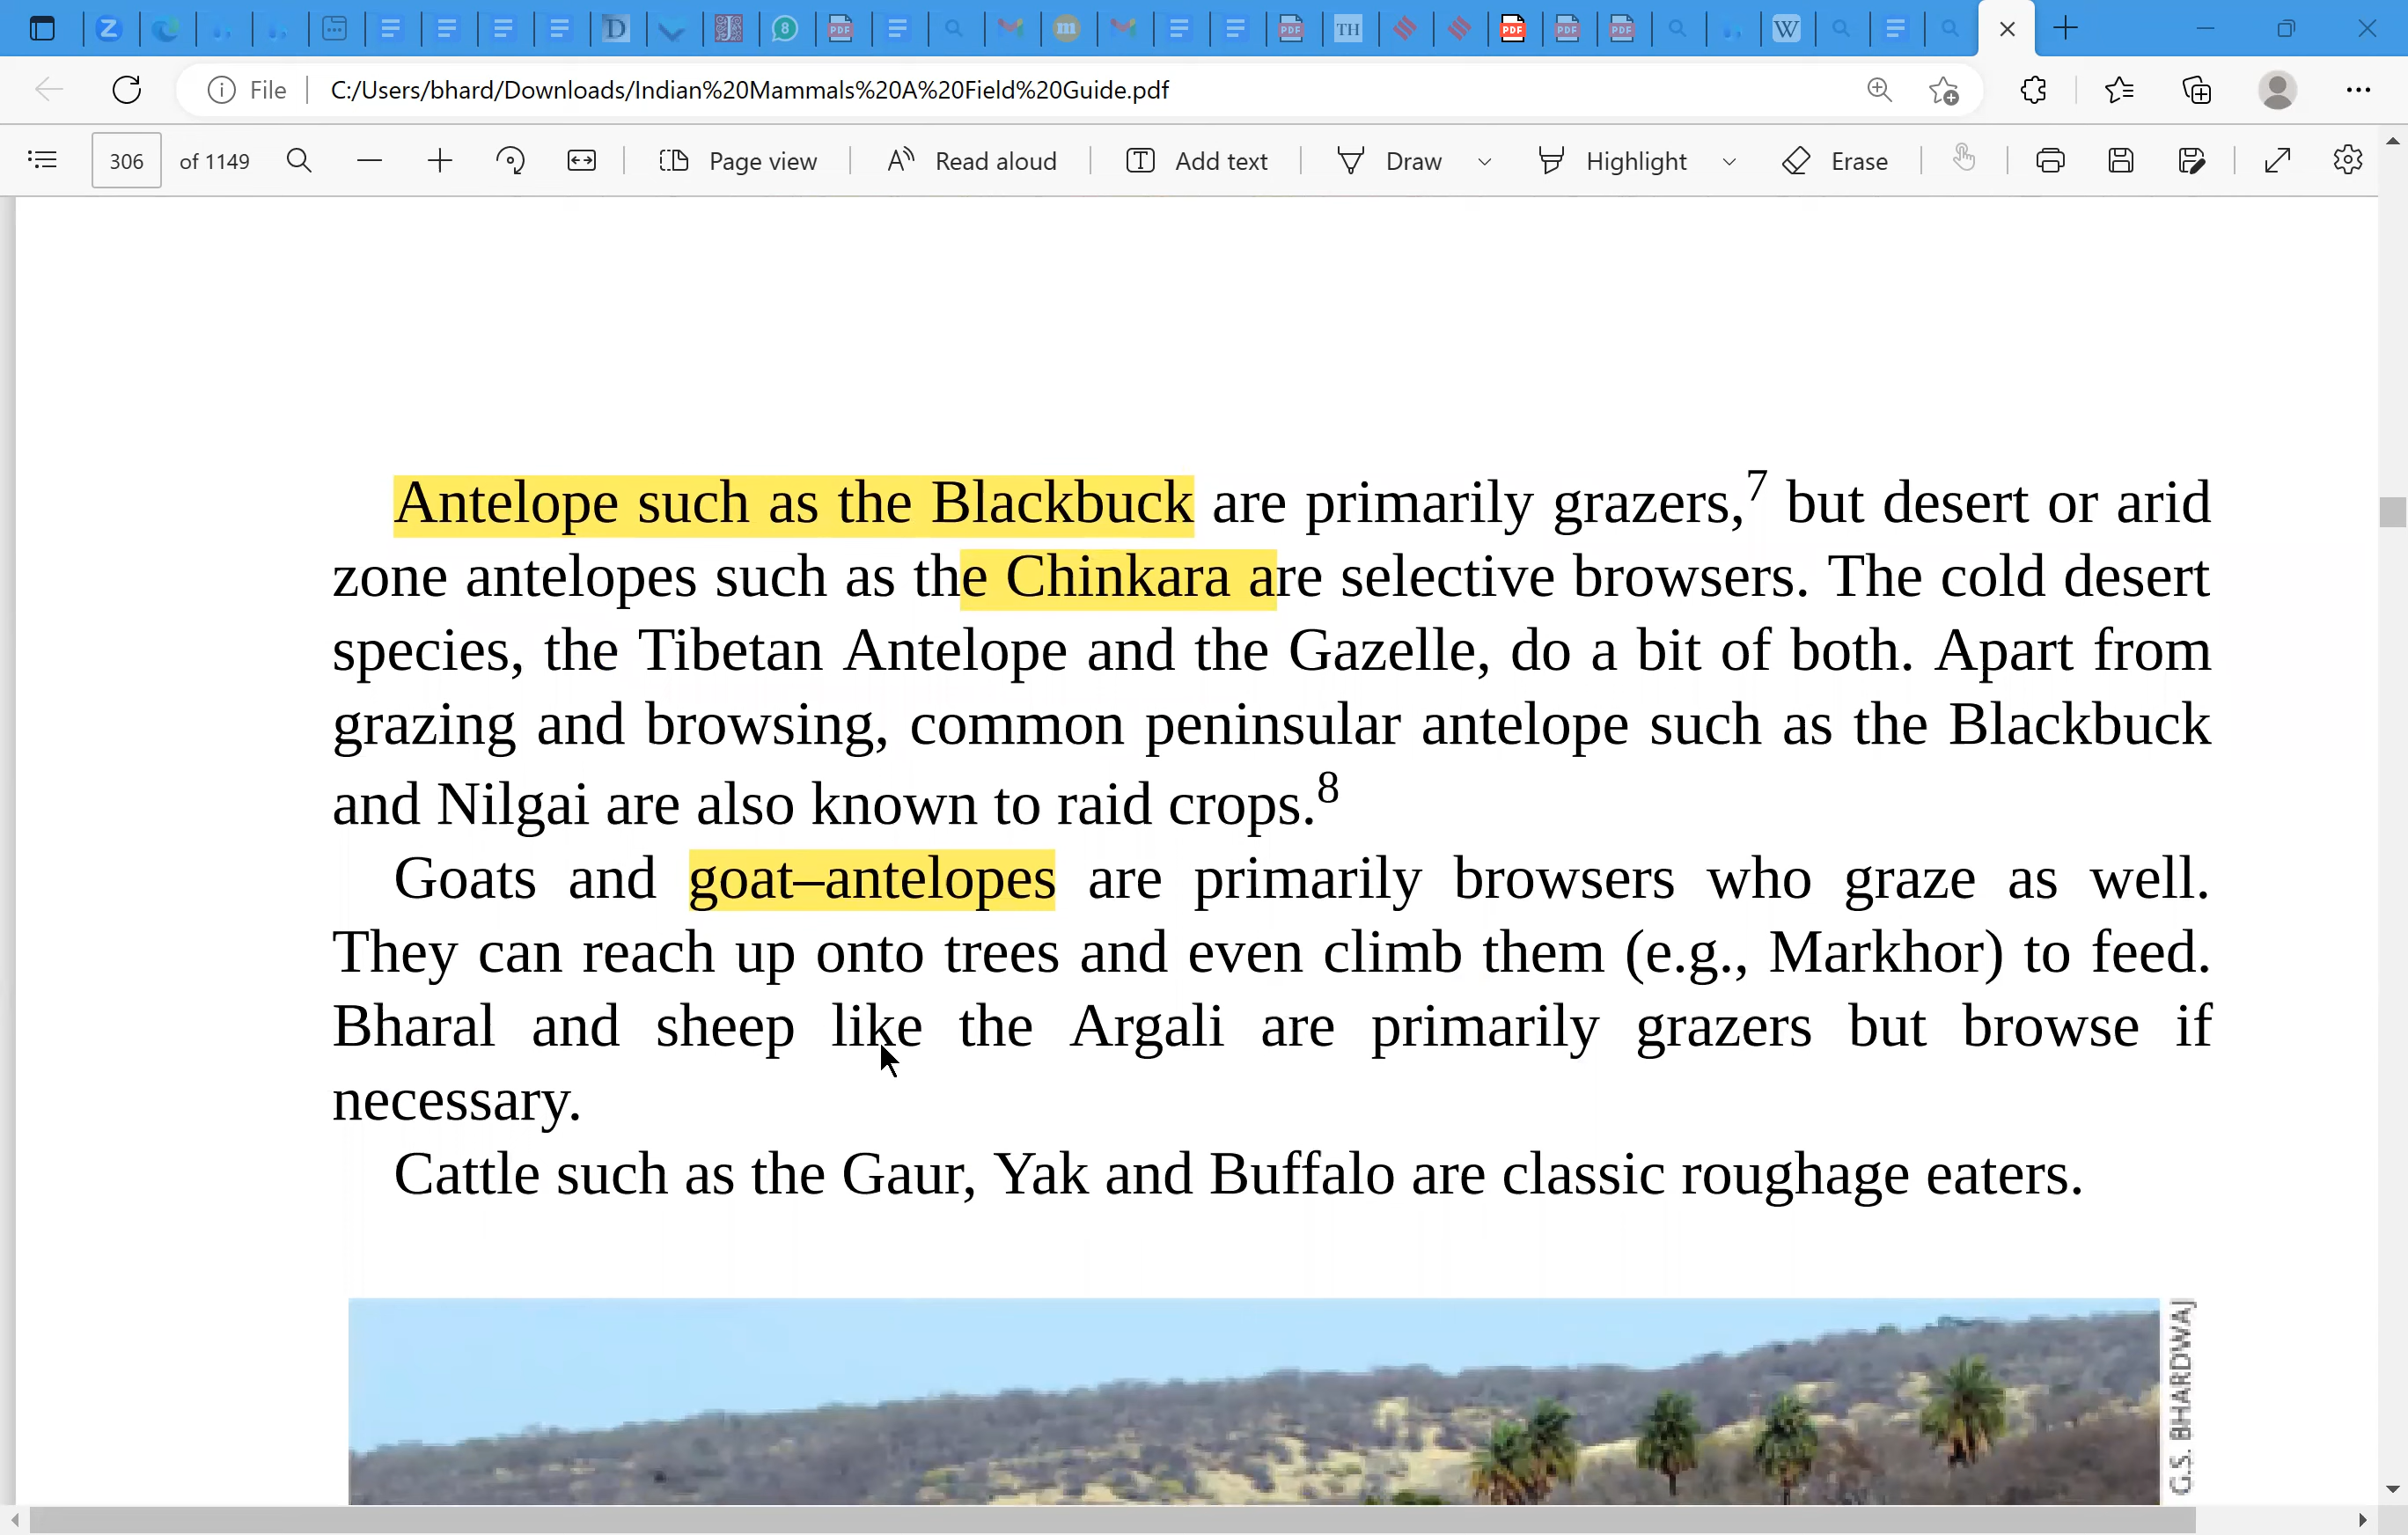 File C:/Users/bhard/Downloads/Indian%20Mammals%20A%20Field%20Guide.pdf
306 of 1149 Page view Read aloud Add text Draw Highlight Erase
Antelope such as the Blackbuck are primarily grazers,7 but desert or arid
zone antelopes such as the Chinkara are selective browsers. The cold desert
species, the Tibetan Antelope and the Gazelle, do a bit of both. Apart from
grazing and browsing, common peninsular antelope such as the Blackbuck
and Nilgai are also known to raid crops.8
Goats and goat–antelopes are primarily browsers who graze as well.
They can reach up onto trees and even climb them (e.g., Markhor) to feed.
Bharal and sheep like the Argali are primarily grazers but browse if
necessary.
Cattle such as the Gaur, Yak and Buffalo are classic roughage eaters.
G.S. BHARDWAJ